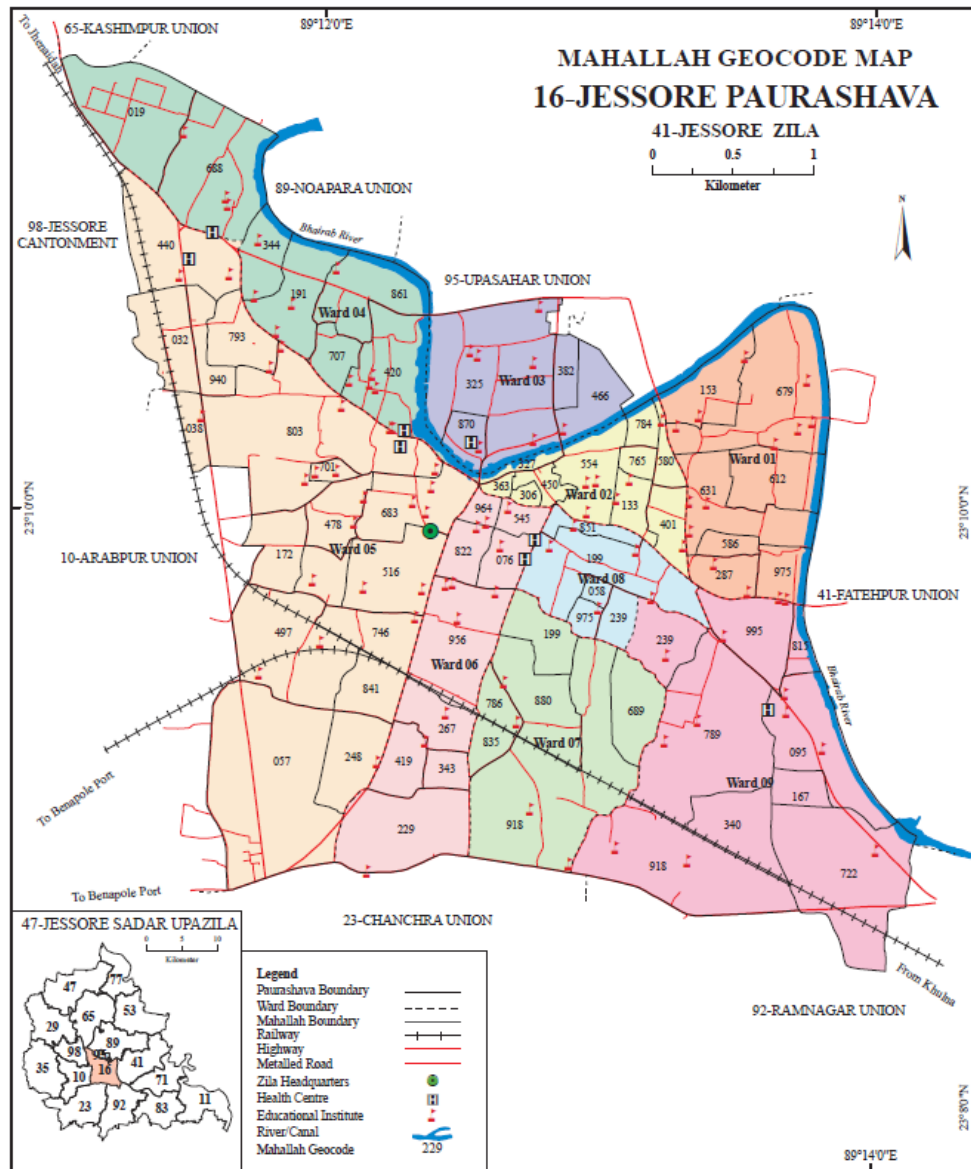 89°12'0"E
89°14'0"E
65-KASHIMPUR UNION
To Jhenaidah
MAHALLAH GEOCODE MAP
16-JESSORE PAURASHAVA
41-JESSORE ZILA
0 0.5 1
Kilometer
N
019
688
89-NOAPARA UNION
98-JESSORE
CANTONMENT
440
344
Bhairab River
95-UPASAHAR UNION
191
861
Ward 04
032
793
707
420
940
325
Ward 03
382
466
153
679
038
803
870
784
701
327
554
765
580
Ward 01
612
363
306
450
Ward 02
133
631
23°10'0"N
23°10'0"N
478
683
964
545
401
586
10-ARABPUR UNION
172
Ward 05
822
076
851
199
287
975
516
Ward 08
058
975
239
41-FATEHPUR UNION
497
746
956
199
239
995
815
Ward 06
Bhairab River
841
786
880
689
267
835
Ward 07
789
095
057
248
419
343
Ward 09
167
To Benapole Port
229
918
340
918
722
To Benapole Port
23-CHANCHRA UNION
From Khulna
92-RAMNAGAR UNION
47-JESSORE SADAR UPAZILA
0 5 10
Kilometer
47
77
65
53
29
89
98
95
35
10
16
41
71
23
92
83
11
Legend
Paurashava Boundary
Ward Boundary
Mahallah Boundary
Railway
Highway
Metalled Road
Zila Headquarters
Health Centre
H
Educational Institute
River/Canal
Mahallah Geocode 229
23°8'0"N
89°14'0"E